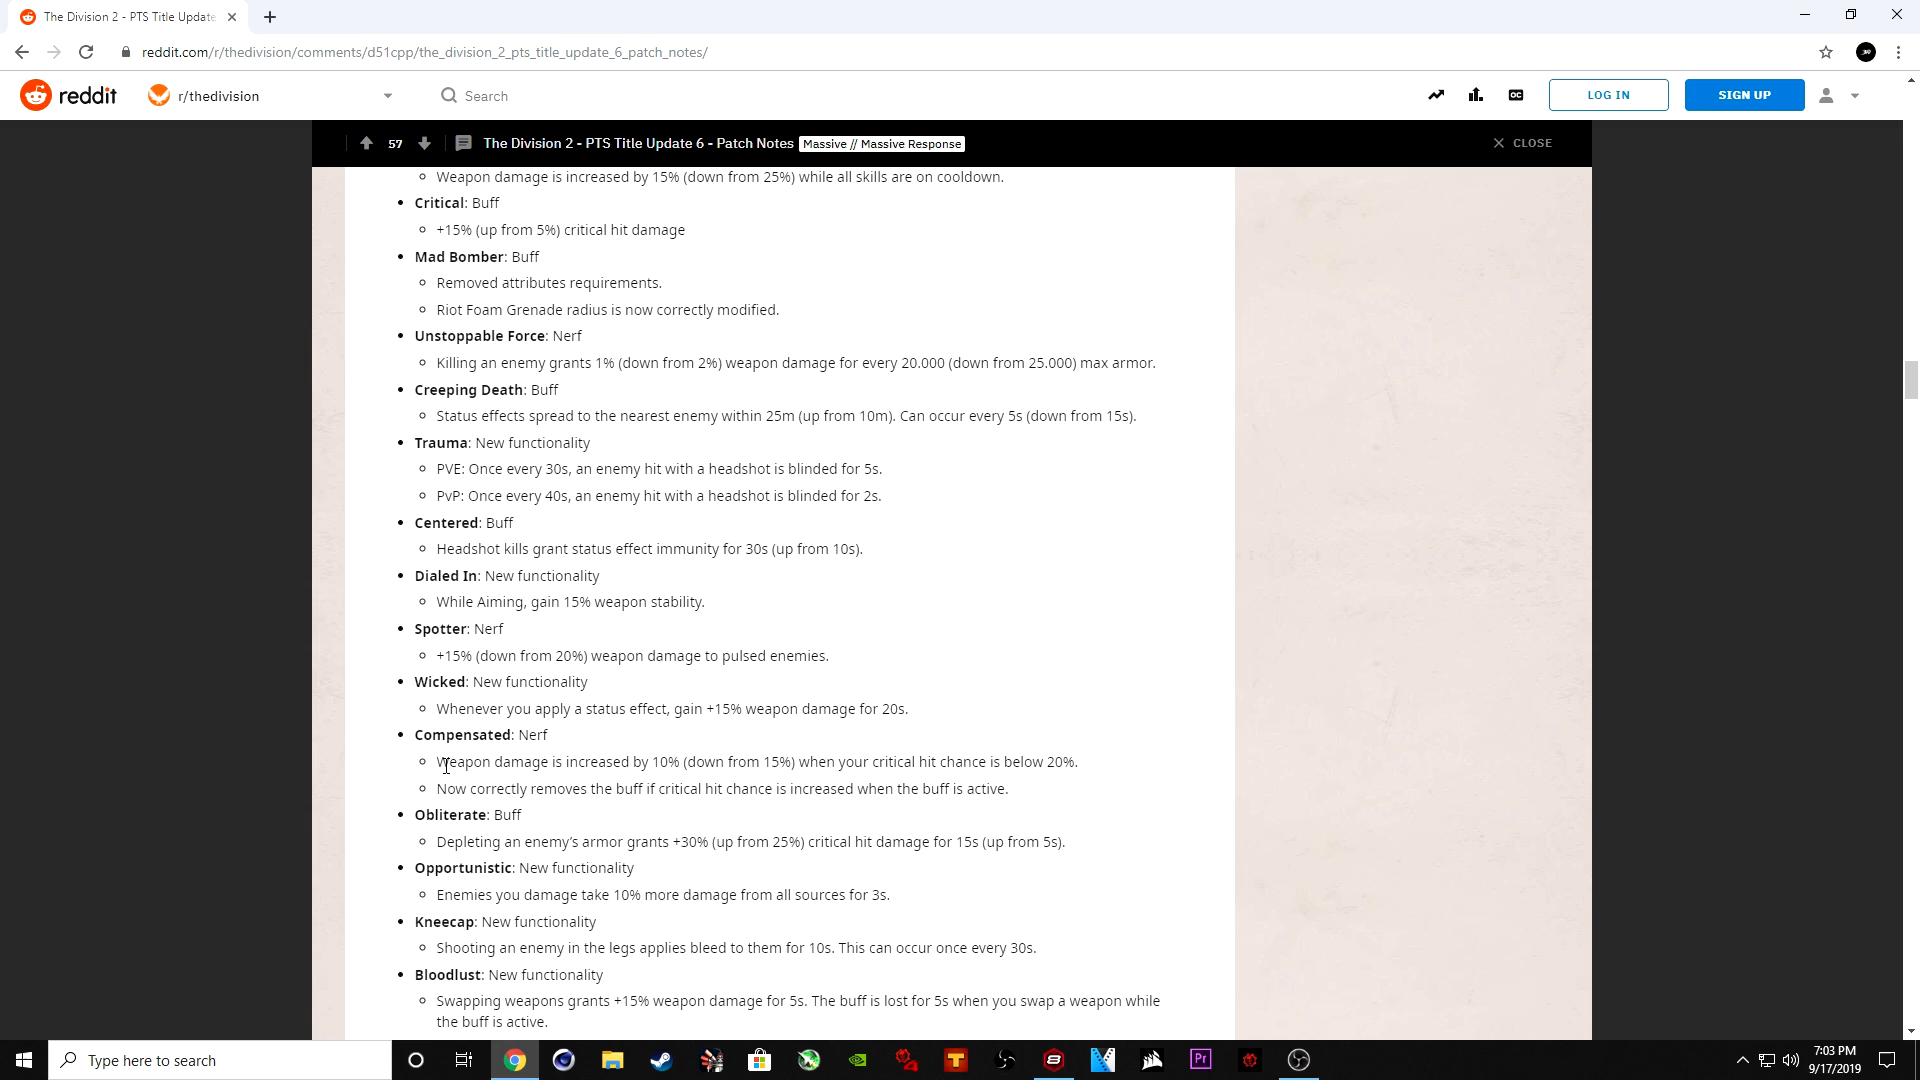 The Division 2 - PTS Title Update
reddit.com/r/thedivision/comments/d51cpp/the_division_2_pts_title_update_6_patch_notes/
reddit r/thedivision Search LOG IN SIGN UP
57 The Division 2 - PTS Title Update 6 - Patch Notes Massive // Massive Response CLOSE
Weapon damage is increased by 15% (down from 25%) while all skills are on cooldown.
Critical: Buff
+15% (up from 5%) critical hit damage
Mad Bomber: Buff
Removed attributes requirements.
Riot Foam Grenade radius is now correctly modified.
Unstoppable Force: Nerf
Killing an enemy grants 1% (down from 2%) weapon damage for every 20.000 (down from 25.000) max armor.
Creeping Death: Buff
Status effects spread to the nearest enemy within 25m (up from 10m). Can occur every 5s (down from 15s).
Trauma: New functionality
PVE: Once every 30s, an enemy hit with a headshot is blinded for 5s.
PvP: Once every 40s, an enemy hit with a headshot is blinded for 2s.
Centered: Buff
Headshot kills grant status effect immunity for 30s (up from 10s).
Dialed In: New functionality
While Aiming, gain 15% weapon stability.
Spotter: Nerf
+15% (down from 20%) weapon damage to pulsed enemies.
Wicked: New functionality
Whenever you apply a status effect, gain +15% weapon damage for 20s.
Compensated: Nerf
Weapon damage is increased by 10% (down from 15%) when your critical hit chance is below 20%.
Now correctly removes the buff if critical hit chance is increased when the buff is active.
Obliterate: Buff
Depleting an enemy's armor grants +30% (up from 25%) critical hit damage for 15s (up from 5s).
Opportunistic: New functionality
Enemies you damage take 10% more damage from all sources for 3s.
Kneecap: New functionality
Shooting an enemy in the legs applies bleed to them for 10s. This can occur once every 30s.
Bloodlust: New functionality
Swapping weapons grants +15% weapon damage for 5s. The buff is lost for 5s when you swap a weapon while
the buff is active.
Type here to search
7:03 PM
9/17/2019